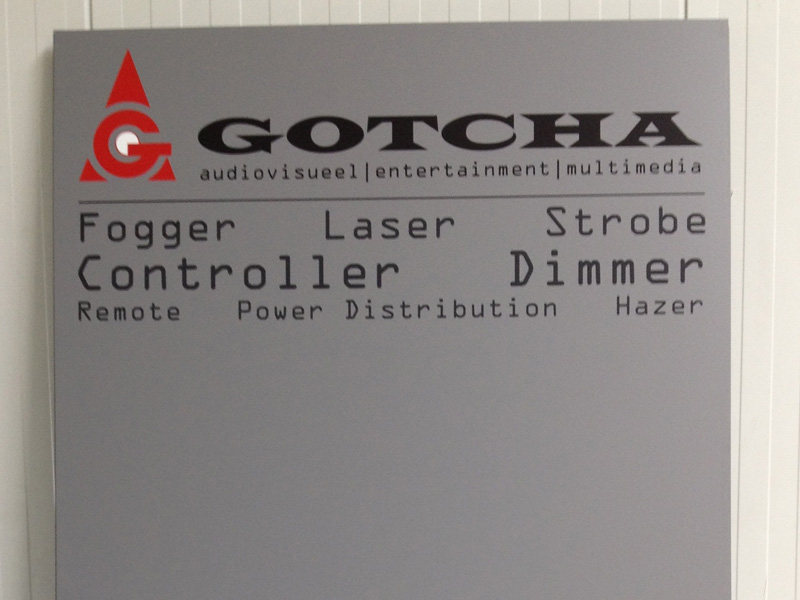 G
GOTCHA
audiovisueel|entertainment|multimedia
Fogger Laser Strobe
Controller Dimmer
Remote Power Distribution Hazer